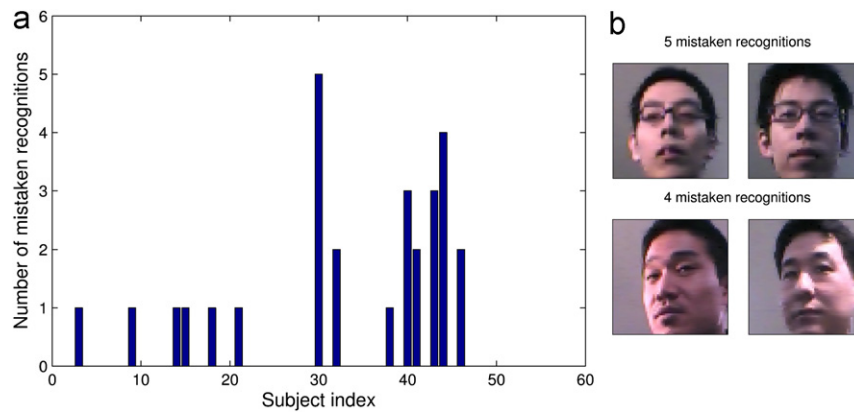 a
6
5
4
3
2
1
0
Number of mistaken recognitions
0 10 20 30 40 50 60
Subject index
b
5 mistaken recognitions
4 mistaken recognitions